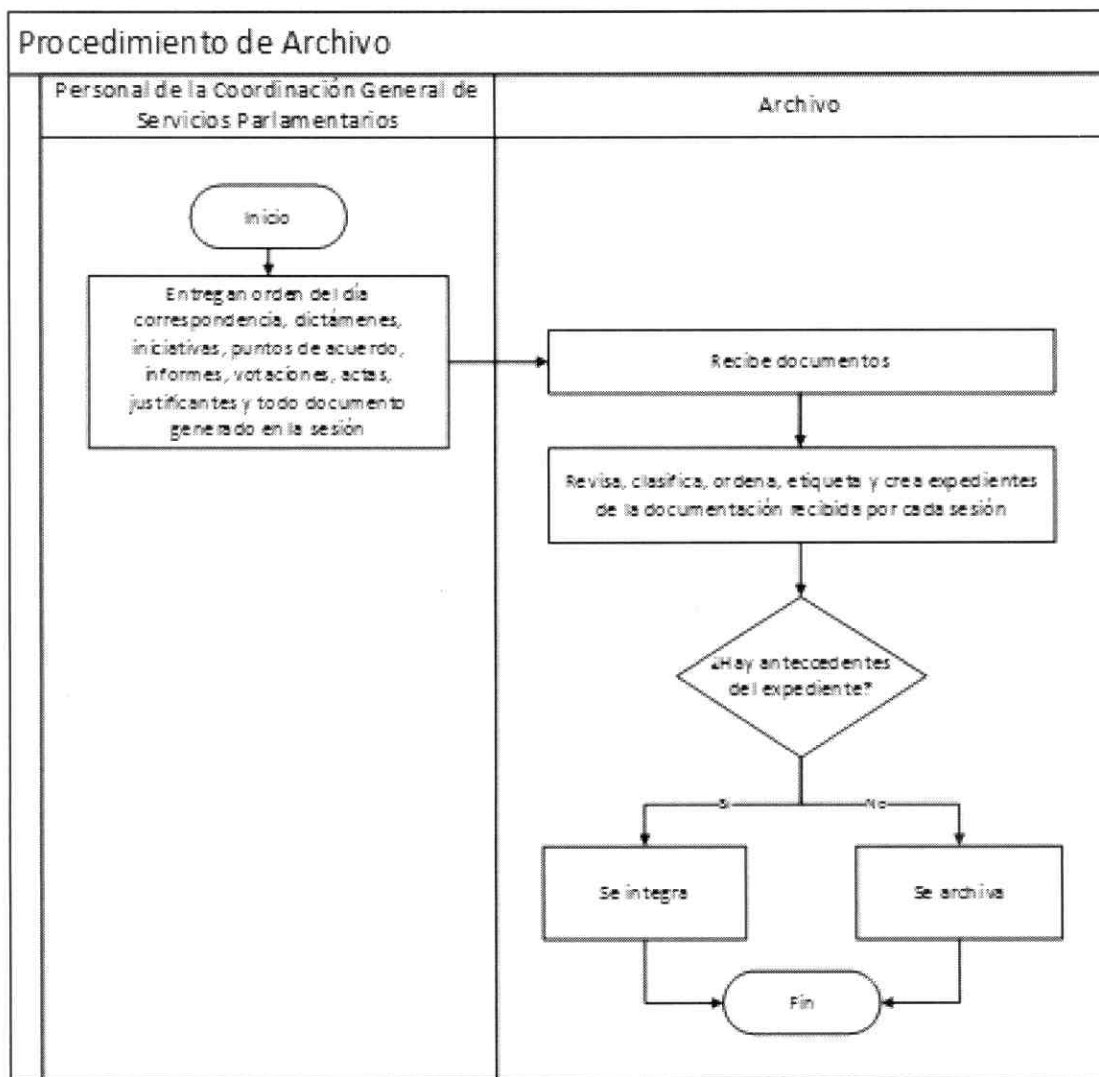 Procedimiento de Archivo
Personal de la Coordinación General de
Servicios Parlamentarios
Archivo
Inicio
Entregan orden del día
correspondencia, dictámenes,
iniciativas, puntos de acuerdo,
informes, votaciones, actas,
justificantes y todo documento
generado en la sesión
Recibe documentos
Revisa, clasifica, ordena, etiqueta y crea expedientes
de la documentación recibida por cada sesión
¿Hay anteccedentes
del expediente?
Si
No
Se integra
Se archiva
Fin